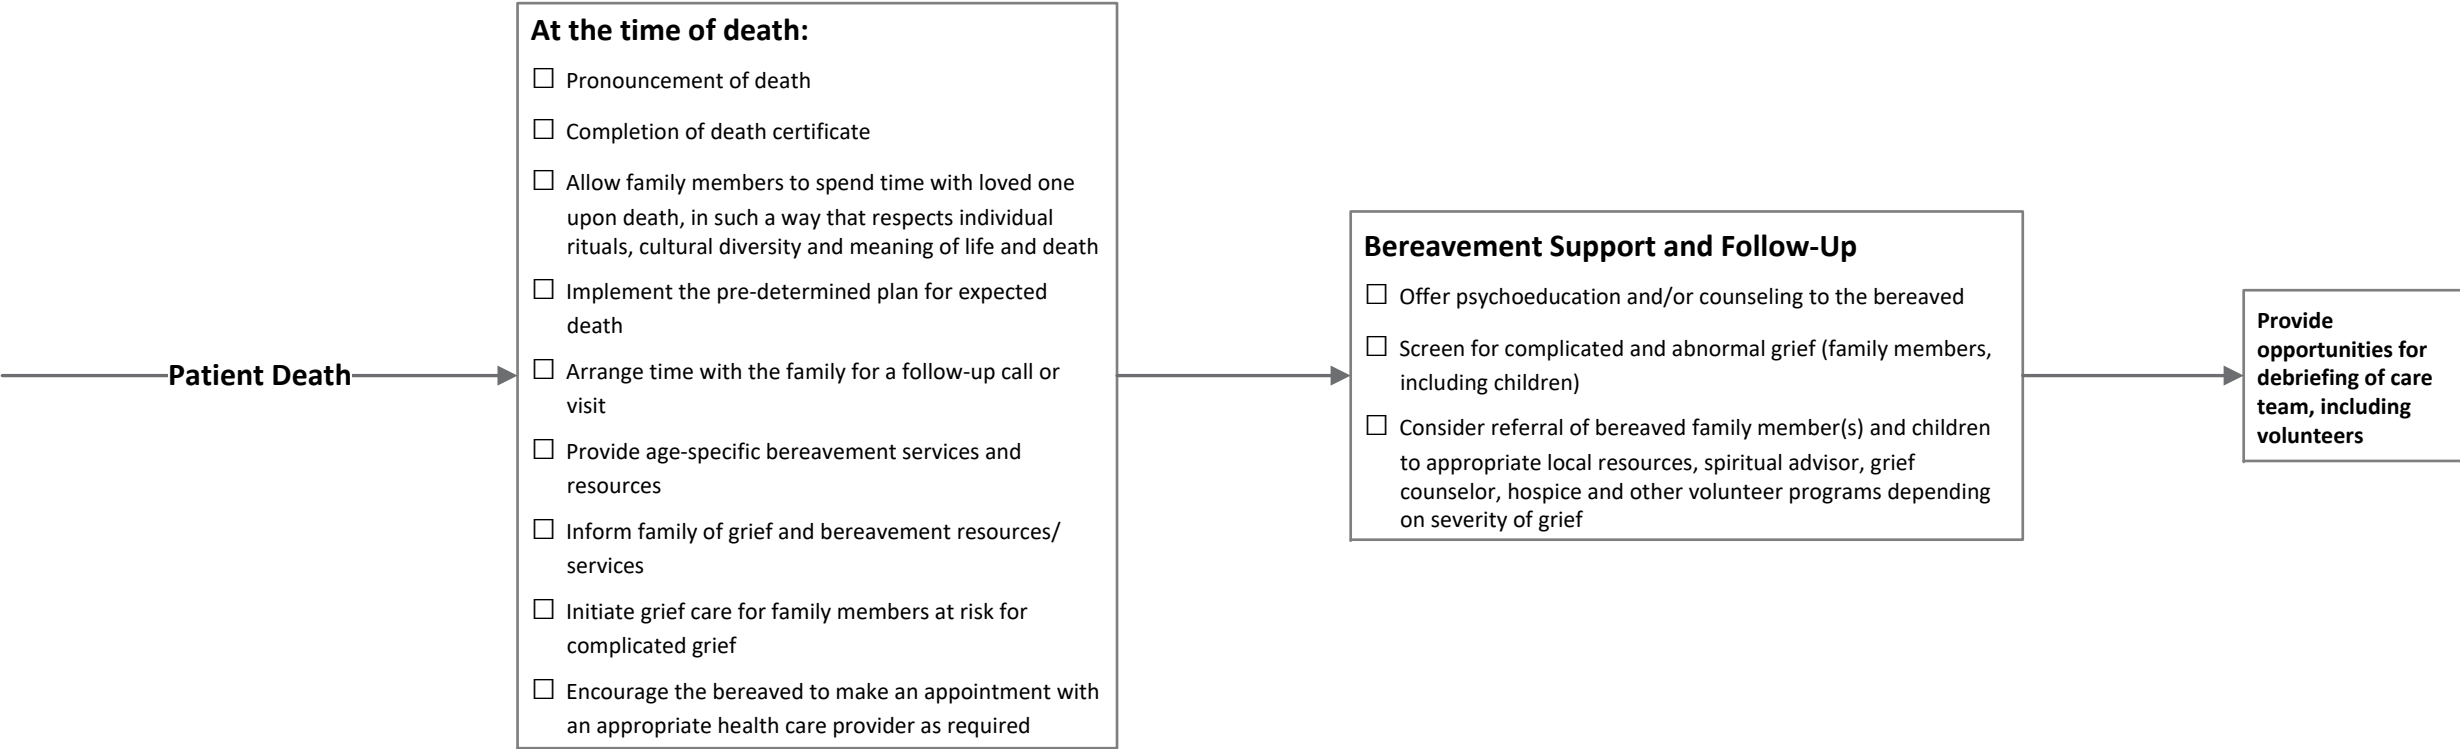 Patient Death
At the time of death:
☐ Pronouncement of death
☐ Completion of death certificate
☐ Allow family members to spend time with loved one
upon death, in such a way that respects individual
rituals, cultural diversity and meaning of life and death
☐ Implement the pre-determined plan for expected
death
☐ Arrange time with the family for a follow-up call or
visit
☐ Provide age-specific bereavement services and
resources
☐ Inform family of grief and bereavement resources/
services
☐ Initiate grief care for family members at risk for
complicated grief
☐ Encourage the bereaved to make an appointment with
an appropriate health care provider as required
Bereavement Support and Follow-Up
☐ Offer psychoeducation and/or counseling to the bereaved
☐ Screen for complicated and abnormal grief (family members,
including children)
☐ Consider referral of bereaved family member(s) and children
to appropriate local resources, spiritual advisor, grief
counselor, hospice and other volunteer programs depending
on severity of grief
Provide
opportunities for
debriefing of care
team, including
volunteers